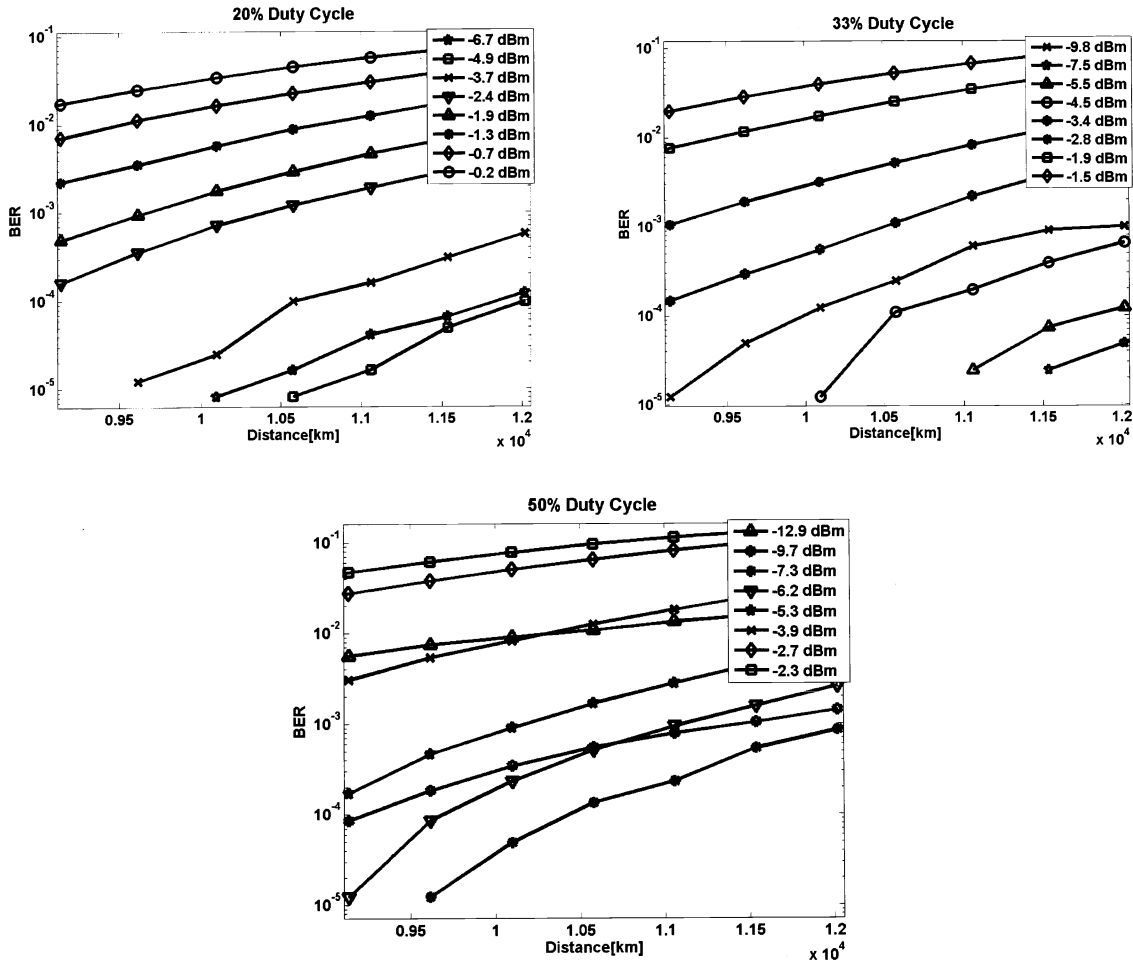 20% Duty Cycle
10^-1
10^-2
10^-3
10^-4
10^-5
BER
-6.7 dBm
-4.9 dBm
-3.7 dBm
-2.4 dBm
-1.9 dBm
-1.3 dBm
-0.7 dBm
-0.2 dBm
0.95
1
1.05
1.1
1.15
1.2
Distance[km]
x 10^4
33% Duty Cycle
10^-1
10^-2
10^-3
10^-4
10^-5
BER
-9.8 dBm
-7.5 dBm
-5.5 dBm
-4.5 dBm
-3.4 dBm
-2.8 dBm
-1.9 dBm
-1.5 dBm
0.95
1
1.05
1.1
1.15
1.2
Distance[km]
x 10^4
50% Duty Cycle
10^-1
10^-2
10^-3
10^-4
10^-5
BER
-12.9 dBm
-9.7 dBm
-7.3 dBm
-6.2 dBm
-5.3 dBm
-3.9 dBm
-2.7 dBm
-2.3 dBm
0.95
1
1.05
1.1
1.15
1.2
Distance[km]
x 10^4